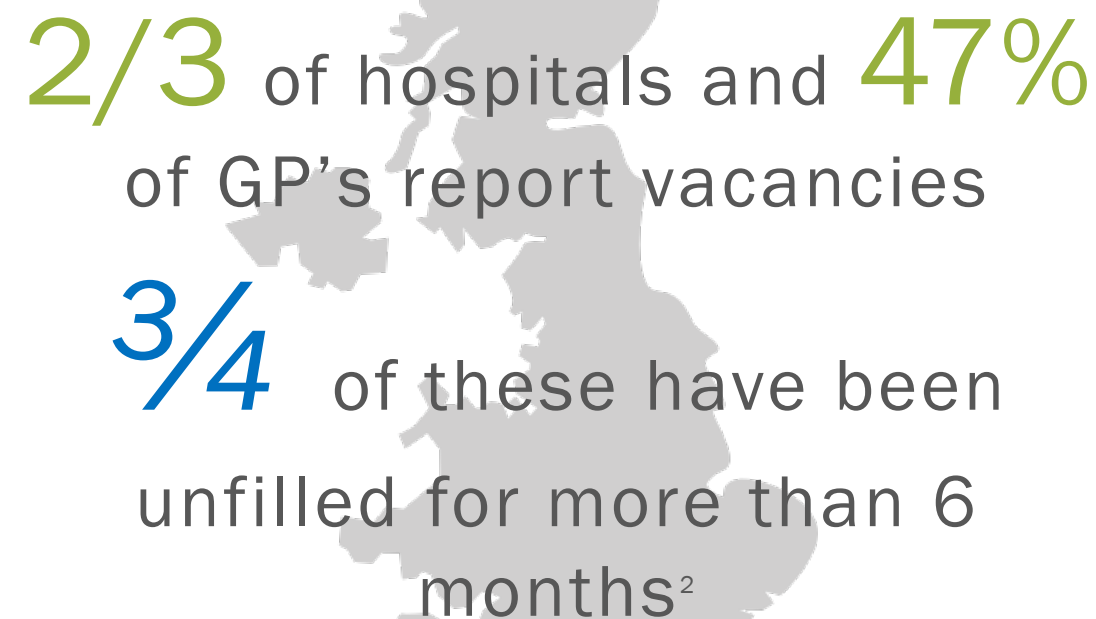 2/3 of hospitals and 47%
of GP’s report vacancies
¾ of these have been
unfilled for more than 6
months²